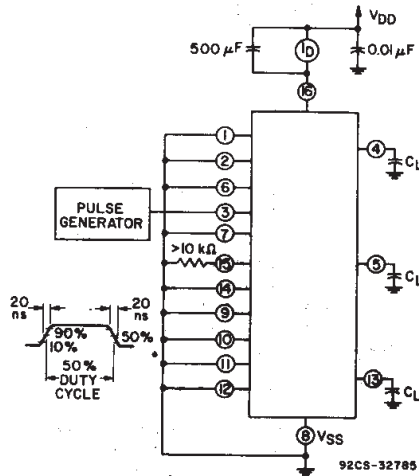 VDD
500 µF
ID
0.01 µF
16
1
2
6
3
7
>10 kΩ
15
14
9
10
11
12
PULSE
GENERATOR
4
CL
5
CL
13
CL
20
ns
20
ns
90%
10%
50%
50%
DUTY
CYCLE
8
VSS
92CS-32785